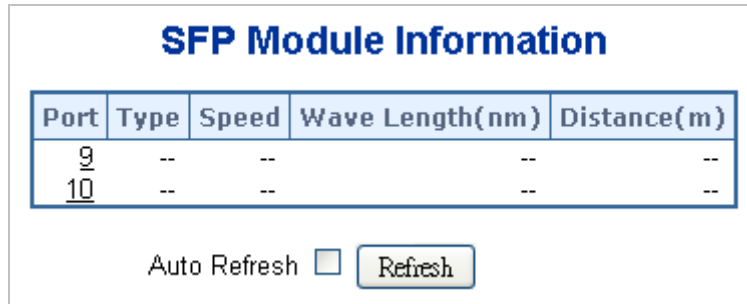 SFP Module Information
Port Type Speed Wave Length(nm) Distance(m)
9 -- -- -- --
10 -- -- -- --
Auto Refresh Refresh